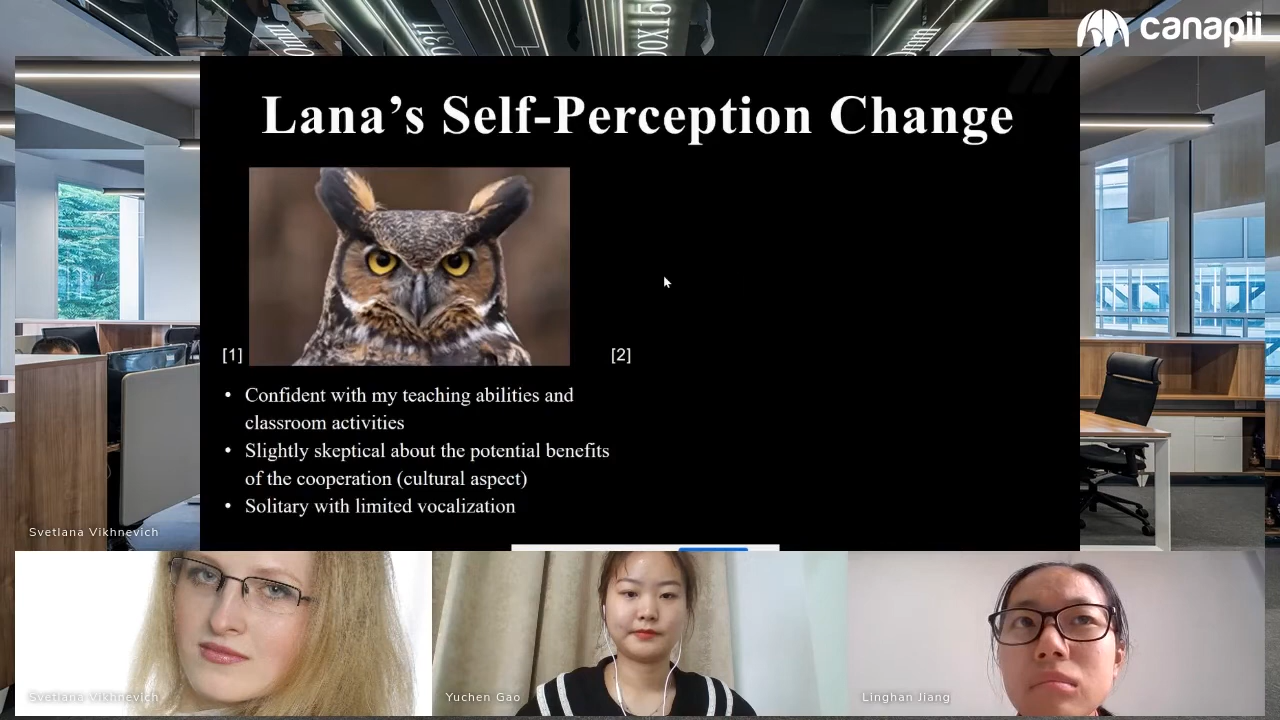 canapii
Lana’s Self-Perception Change
[1]
[2]
• Confident with my teaching abilities and
classroom activities
• Slightly skeptical about the potential benefits
of the cooperation (cultural aspect)
• Solitary with limited vocalization
Svetlana Vikhnevich
Svetlana Vikhnevich
Yuchen Gao
Linghan Jiang